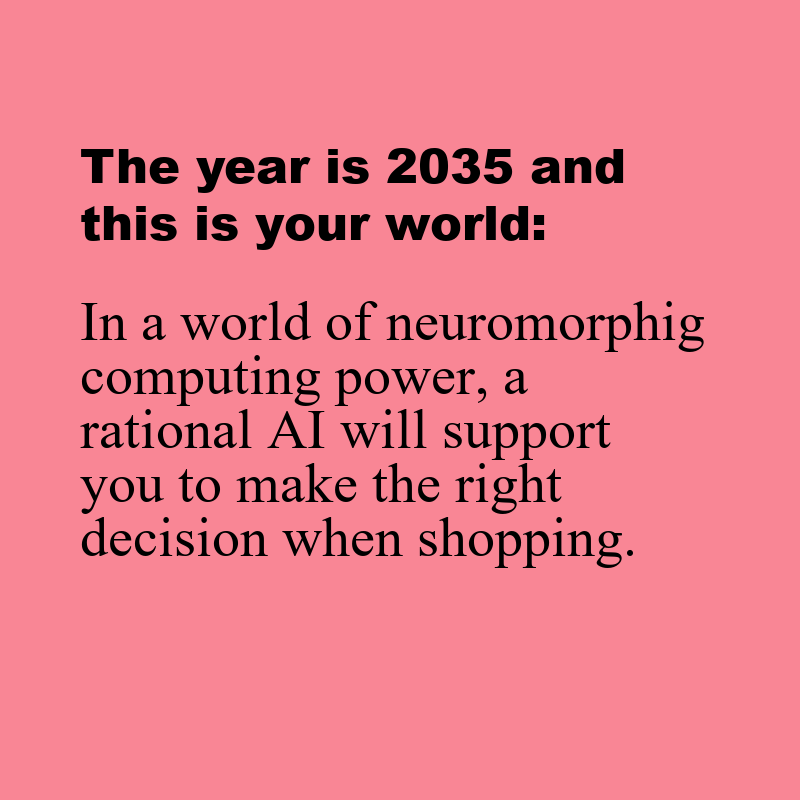 The year is 2035 and
this is your world:
In a world of neuromorphig
computing power, a
rational AI will support
you to make the right
decision when shopping.